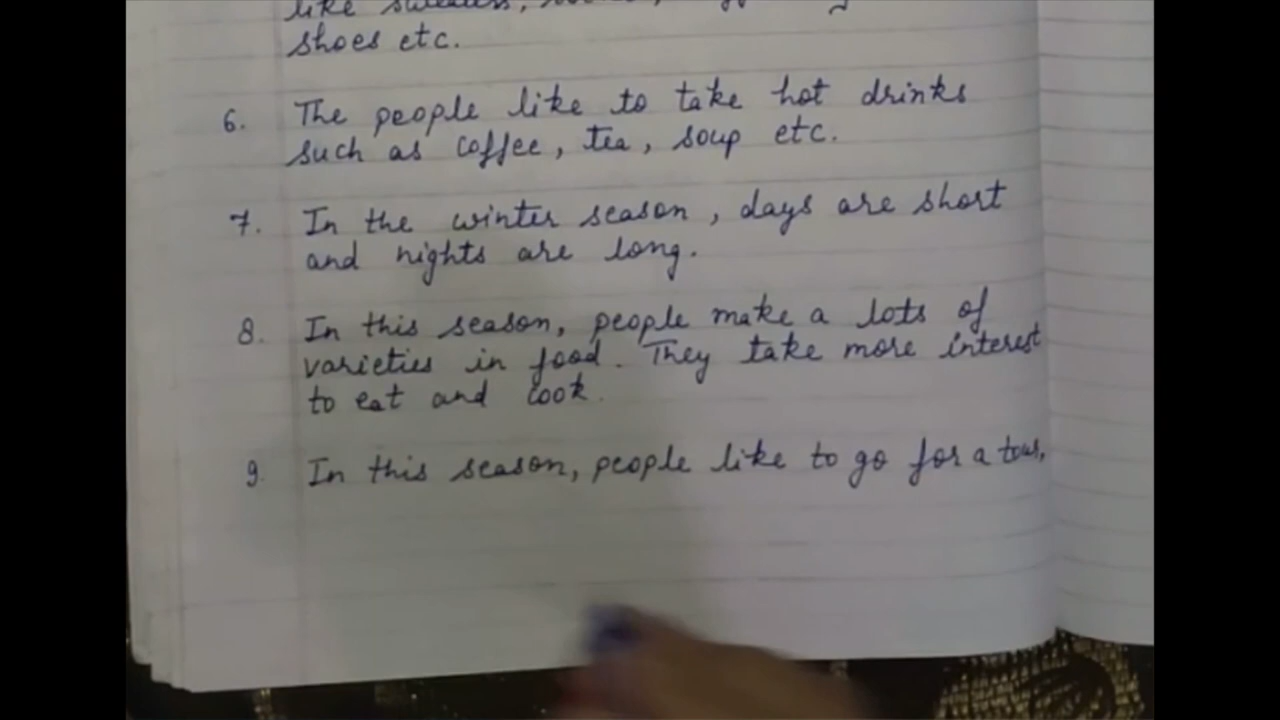 like
shoes etc.
6. The people like to take hot drinks
such as coffee, tea, soup etc.
7. In the winter season, days are short
and nights are long.
8. In this season, people make a lots of
varieties in food. They take more interest
to eat and cook.
9. In this season, people like to go for a tour,